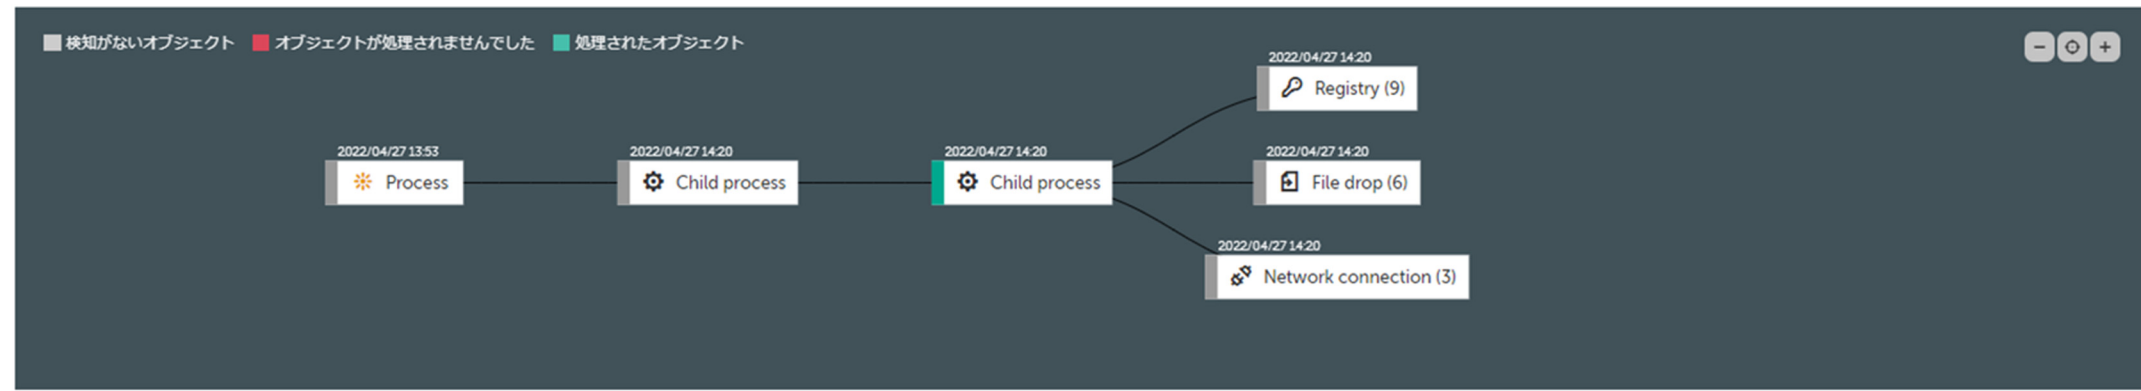 検知がないオブジェクト オブジェクトが処理されませんでした 処理されたオブジェクト
2022/04/27 14:20
Registry (9)
2022/04/27 13:53
Process
2022/04/27 14:20
Child process
2022/04/27 14:20
Child process
2022/04/27 14:20
File drop (6)
2022/04/27 14:20
Network connection (3)